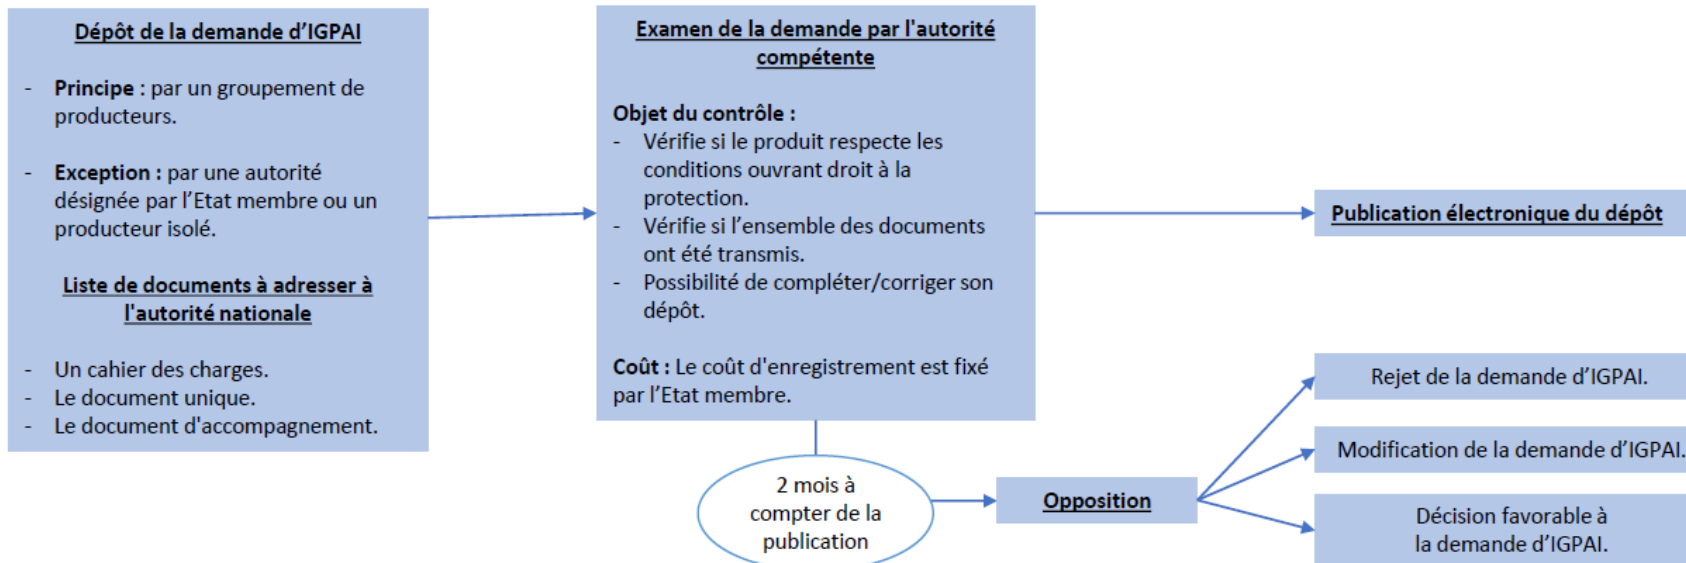 Dépôt de la demande d’IGPAI
- Principe : par un groupement de
producteurs.
- Exception : par une autorité
désignée par l’Etat membre ou un
producteur isolé.
Liste de documents à adresser à
l'autorité nationale
- Un cahier des charges.
- Le document unique.
- Le document d'accompagnement.
Examen de la demande par l'autorité
compétente
Objet du contrôle :
- Vérifie si le produit respecte les
conditions ouvrant droit à la
protection.
- Vérifie si l’ensemble des documents
ont été transmis.
- Possibilité de compléter/corriger son
dépôt.
Coût : Le coût d'enregistrement est fixé
par l’Etat membre.
Publication électronique du dépôt
2 mois à
compter de la
publication
Opposition
Rejet de la demande d’IGPAI.
Modification de la demande d’IGPAI.
Décision favorable à
la demande d’IGPAI.